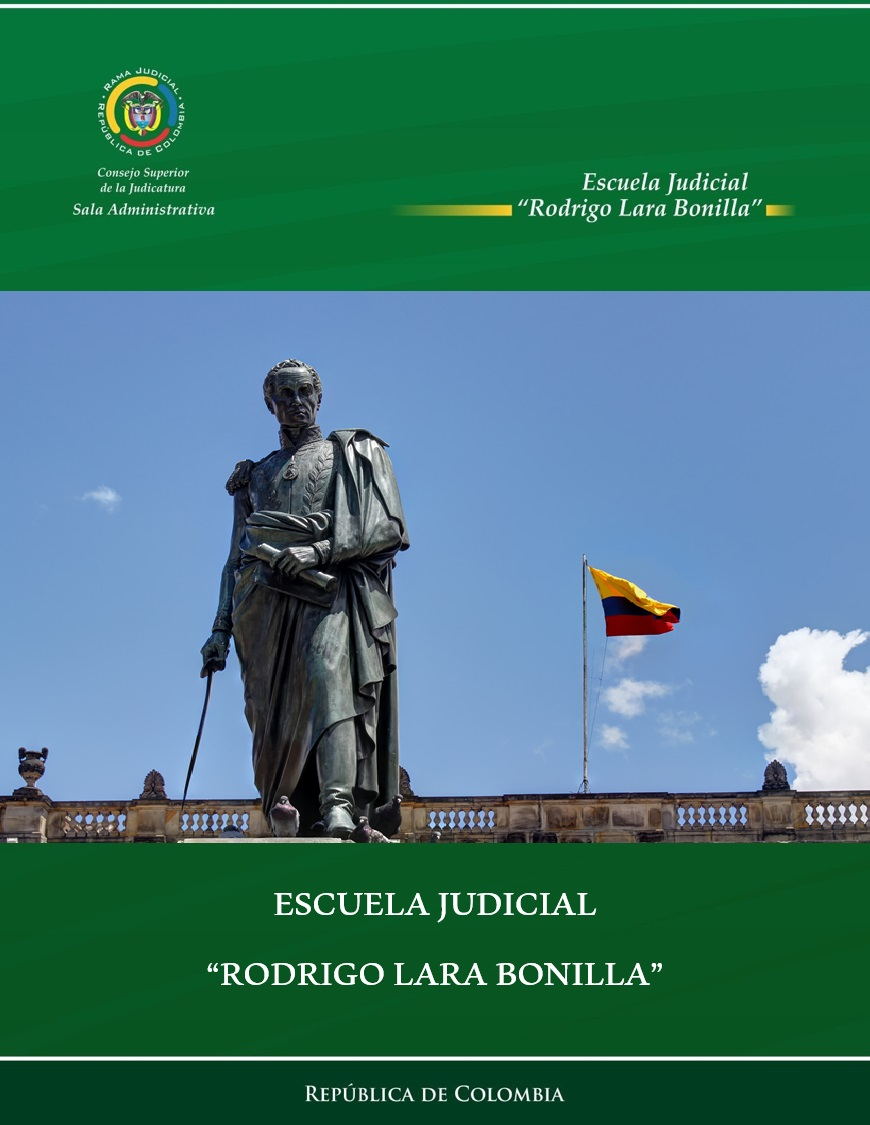 RAMA JUDICIAL
REPÚBLICA DE COLOMBIA
Consejo Superior
de la Judicatura
Sala Administrativa
Escuela Judicial
“Rodrigo Lara Bonilla”
ESCUELA JUDICIAL
“RODRIGO LARA BONILLA”
REPÚBLICA DE COLOMBIA